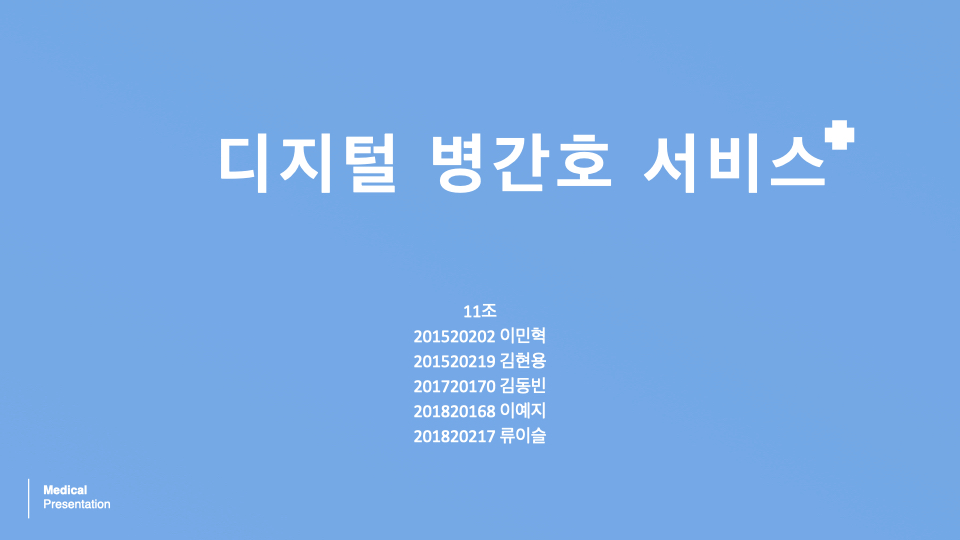 디지털 병간호 서비스
11조
201520202 이민혁
201520219 김현용
201720170 김동빈
201820168 이예지
201820217 류이슬
Medical
Presentation